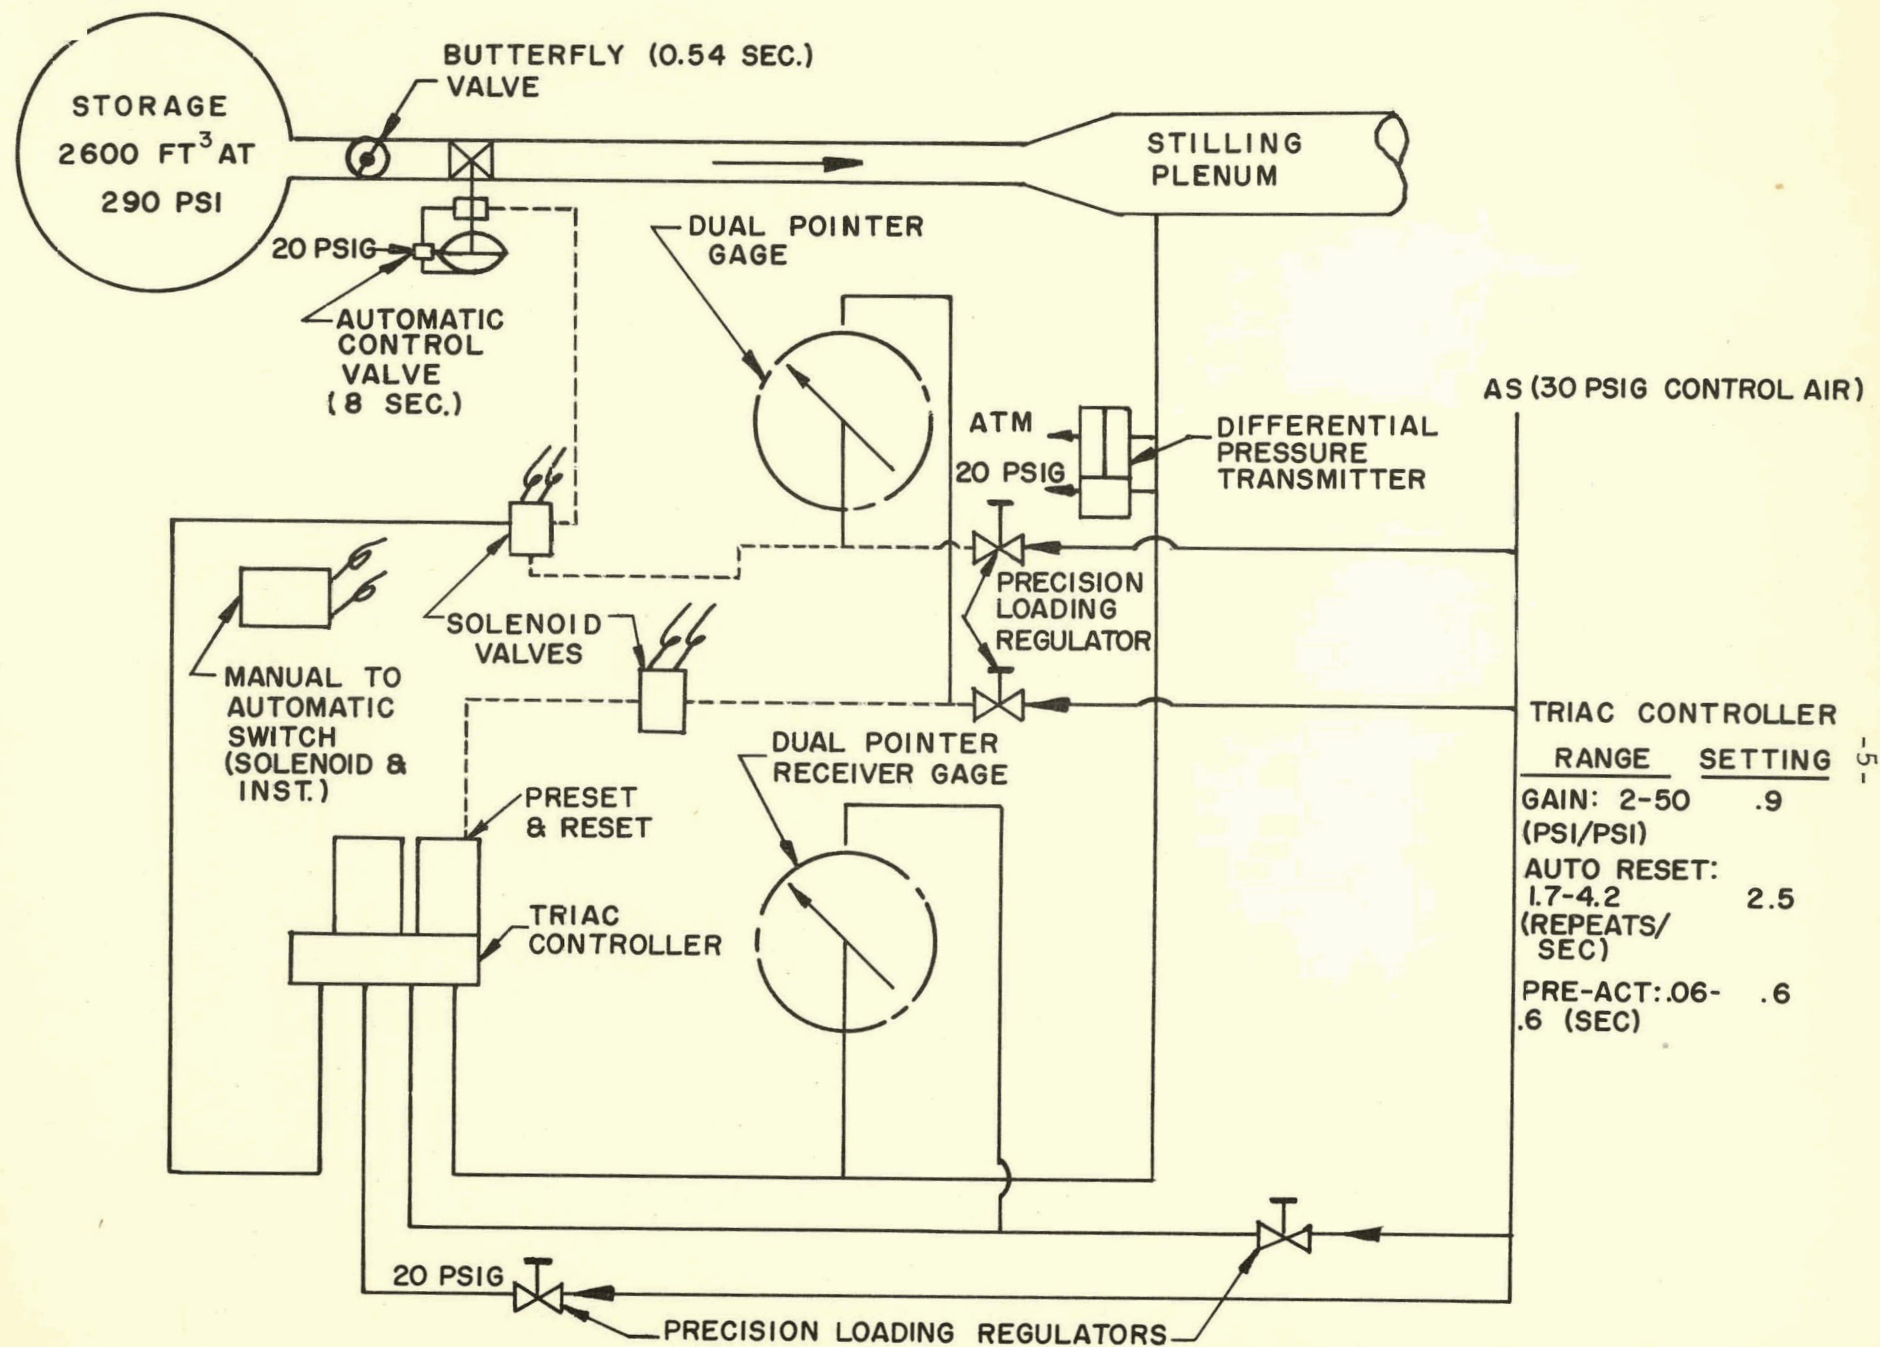 BUTTERFLY (0.54 SEC.)
VALVE
STORAGE
2600 FT³ AT
290 PSI
STILLING
PLENUM
DUAL POINTER
GAGE
20 PSIG
AUTOMATIC
CONTROL
VALVE
(8 SEC.)
AS (30 PSIG CONTROL AIR)
ATM
20 PSIG
DIFFERENTIAL
PRESSURE
TRANSMITTER
PRECISION
LOADING
REGULATOR
SOLENOID
VALVES
MANUAL TO
AUTOMATIC
SWITCH
(SOLENOID &
INST.)
DUAL POINTER
RECEIVER GAGE
PRESET
& RESET
TRIAC
CONTROLLER
TRIAC CONTROLLER
RANGE SETTING
GAIN: 2-50 .9
(PSI/PSI)
AUTO RESET:
1.7-4.2 2.5
(REPEATS/
SEC)
PRE-ACT:.06- .6
.6 (SEC)
-5-
20 PSIG
PRECISION LOADING REGULATORS